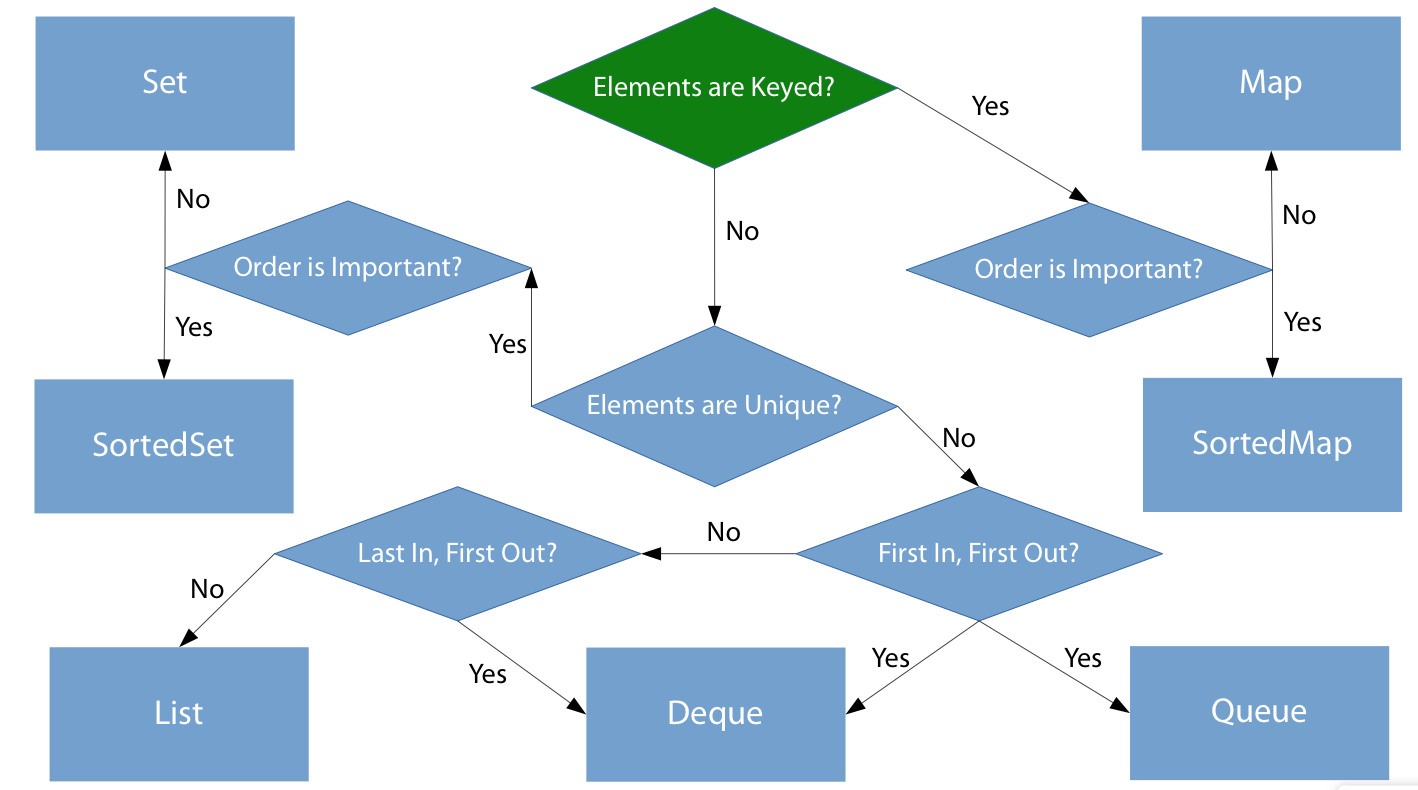 Set
Elements are Keyed?
Map
Yes
No
No
No
Order is Important?
Order is Important?
Yes
Yes
Yes
Elements are Unique?
No
SortedSet
SortedMap
No
Last In, First Out?
First In, First Out?
No
Yes
Yes
Yes
List
Deque
Queue